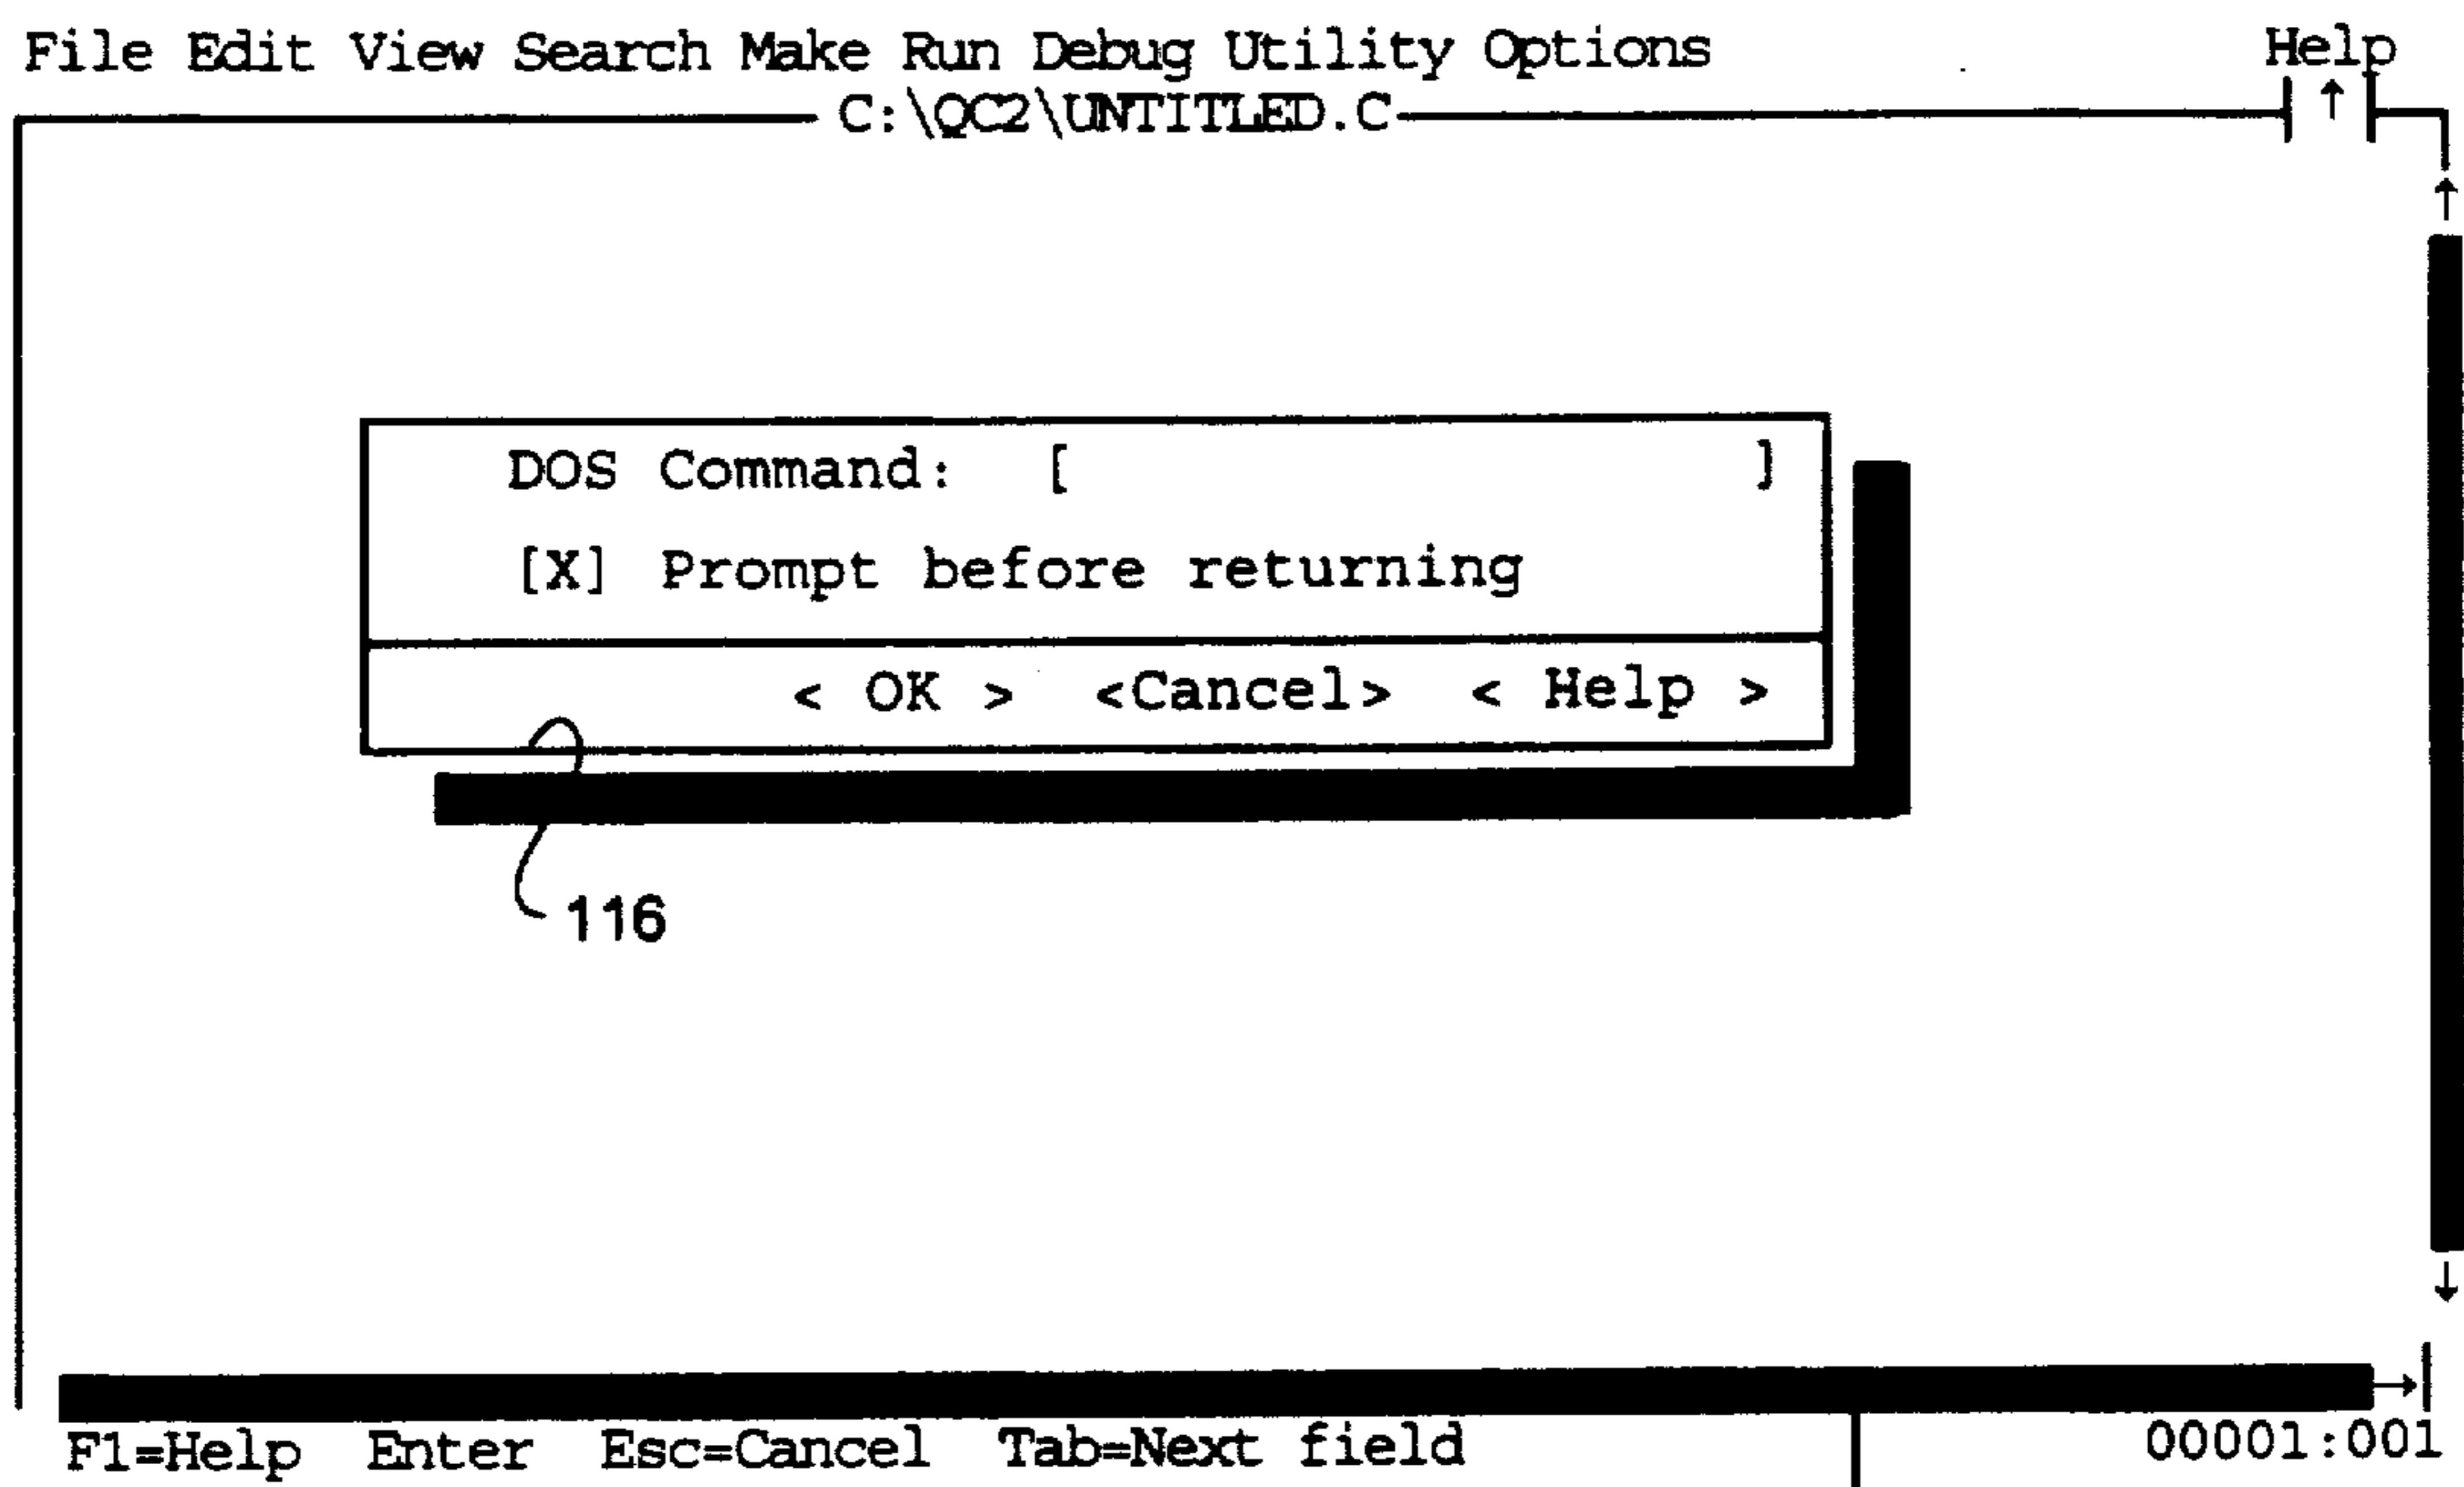 File Edit View Search Make Run Debug Utility Options Help
C:\QC2\UNTITLED.C ↑
DOS Command: [ ]
[X] Prompt before returning
< OK > <Cancel> < Help >
116
F1=Help Enter Esc=Cancel Tab=Next field 00001:001